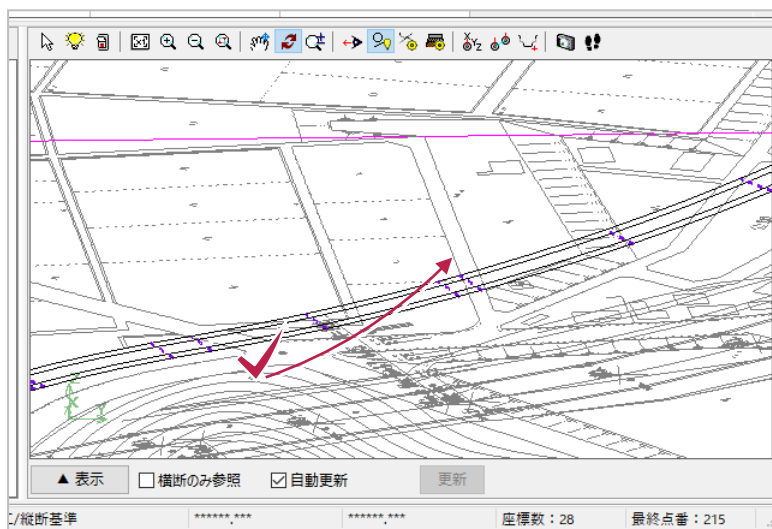 ▲ 表示
横断のみ参照
自動更新
更新
/縦断基準
******.***
******.***
座標数：28
最終点番：215